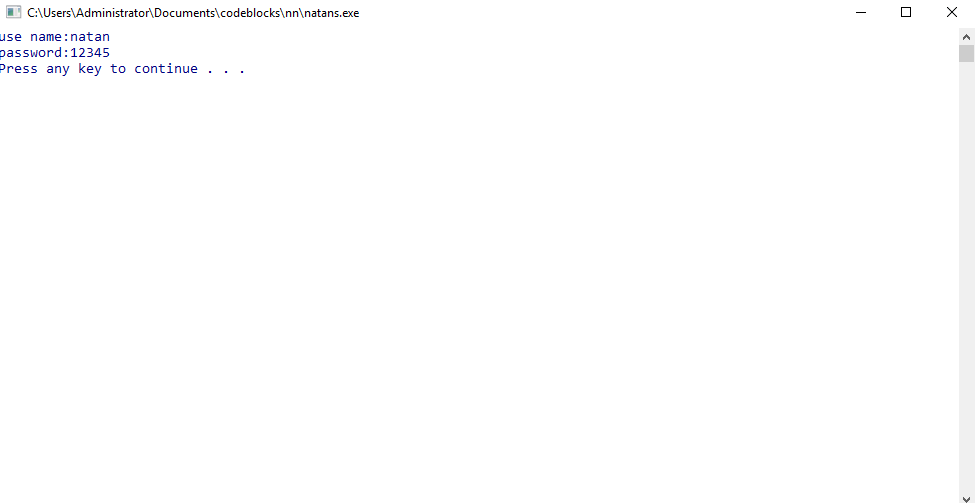 C:\Users\Administrator\Documents\codeblocks\nn\natans.exe
use name:natan
password:12345
Press any key to continue . . .